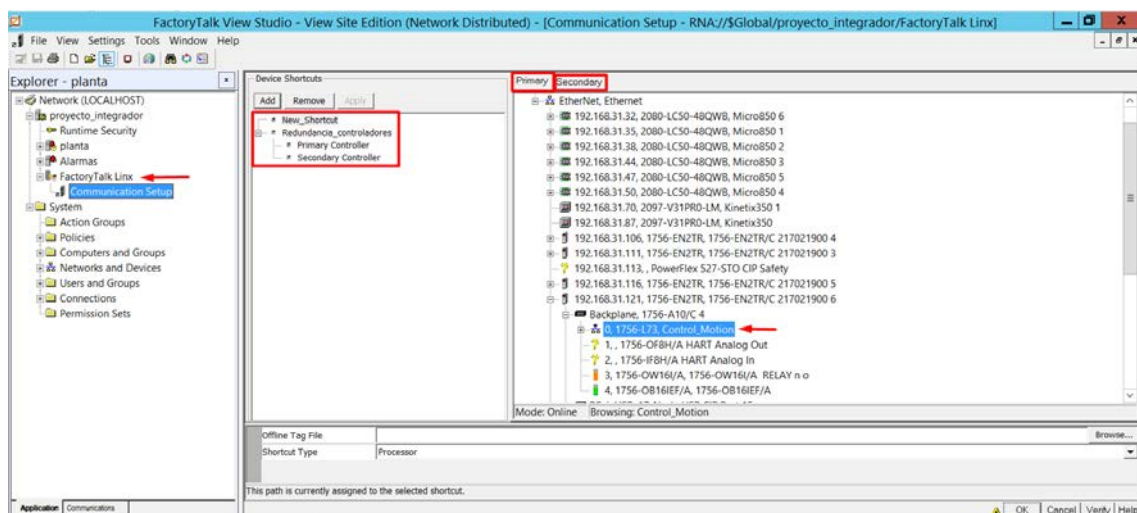 FactoryTalk View Studio - View Site Edition (Network Distributed) - [Communication Setup - RNA://$Global/proyecto_integrador/FactoryTalk Linx]
File View Settings Tools Window Help
Explorer - planta
Network (LOCALHOST)
proyecto_integrador
Runtime Security
planta
Alarmas
FactoryTalk Linx
Communication Setup
System
Action Groups
Policies
Computers and Groups
Networks and Devices
Users and Groups
Connections
Permission Sets
Application Communications
Device Shortcuts
Add Remove Apply
New_Shortcut
Redundancia_controladores
Primary Controller
Secondary Controller
Primary Secondary
EtherNet, Ethernet
192.168.31.32, 2080-LC50-48QWB, Micro850 6
192.168.31.35, 2080-LC50-48QWB, Micro850 1
192.168.31.38, 2080-LC50-48QWB, Micro850 2
192.168.31.44, 2080-LC50-48QWB, Micro850 3
192.168.31.47, 2080-LC50-48QWB, Micro850 5
192.168.31.50, 2080-LC50-48QWB, Micro850 4
192.168.31.70, 2097-V31PR0-LM, Kinetix350 1
192.168.31.87, 2097-V31PR0-LM, Kinetix350
192.168.31.106, 1756-EN2TR, 1756-EN2TR/C 217021900 4
192.168.31.111, 1756-EN2TR, 1756-EN2TR/C 217021900 3
192.168.31.113, , PowerFlex 527-STO CIP Safety
192.168.31.116, 1756-EN2TR, 1756-EN2TR/C 217021900 5
192.168.31.121, 1756-EN2TR, 1756-EN2TR/C 217021900 6
Backplane, 1756-A10/C 4
0, 1756-L73, Control_Motion
1, , 1756-OF8H/A HART Analog Out
2, , 1756-IF8H/A HART Analog In
3, 1756-OW16I/A, 1756-OW16I/A RELAY n o
4, 1756-OB16IEF/A, 1756-OB16IEF/A
Mode: Online Browsing: Control_Motion
Offline Tag File Browse...
Shortcut Type Processor
This path is currently assigned to the selected shortcut.
OK Cancel Verify Help